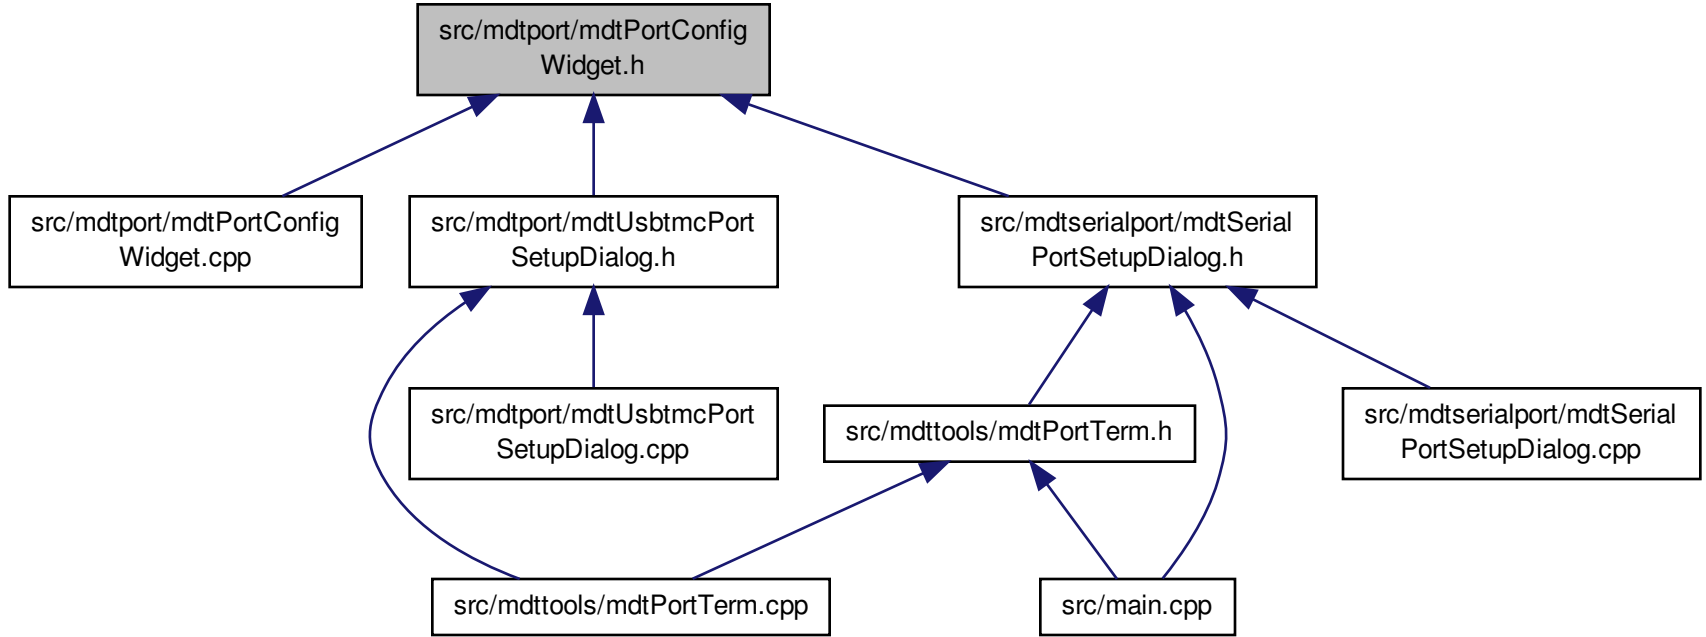 src/mdtport/mdtPortConfig
Widget.h
src/mdtport/mdtPortConfig
Widget.cpp
src/mdtport/mdtUsbtmcPort
SetupDialog.h
src/mdtserialport/mdtSerial
PortSetupDialog.h
src/mdtport/mdtUsbtmcPort
SetupDialog.cpp
src/mdttools/mdtPortTerm.h
src/mdtserialport/mdtSerial
PortSetupDialog.cpp
src/mdttools/mdtPortTerm.cpp
src/main.cpp